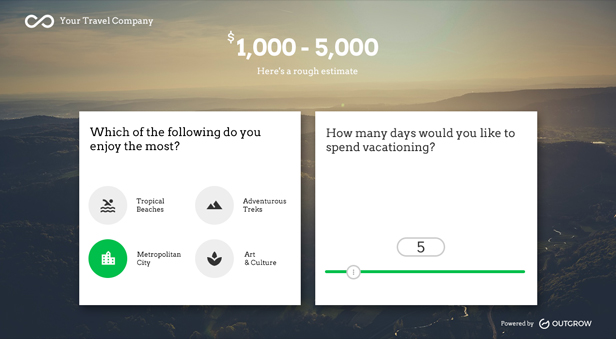 Your Travel Company
$1,000 - 5,000
Here's a rough estimate
Which of the following do you
enjoy the most?
Tropical
Beaches
Adventurous
Treks
Metropolitan
City
Art
& Culture
How many days would you like to
spend vacationing?
5
Powered by OUTGROW